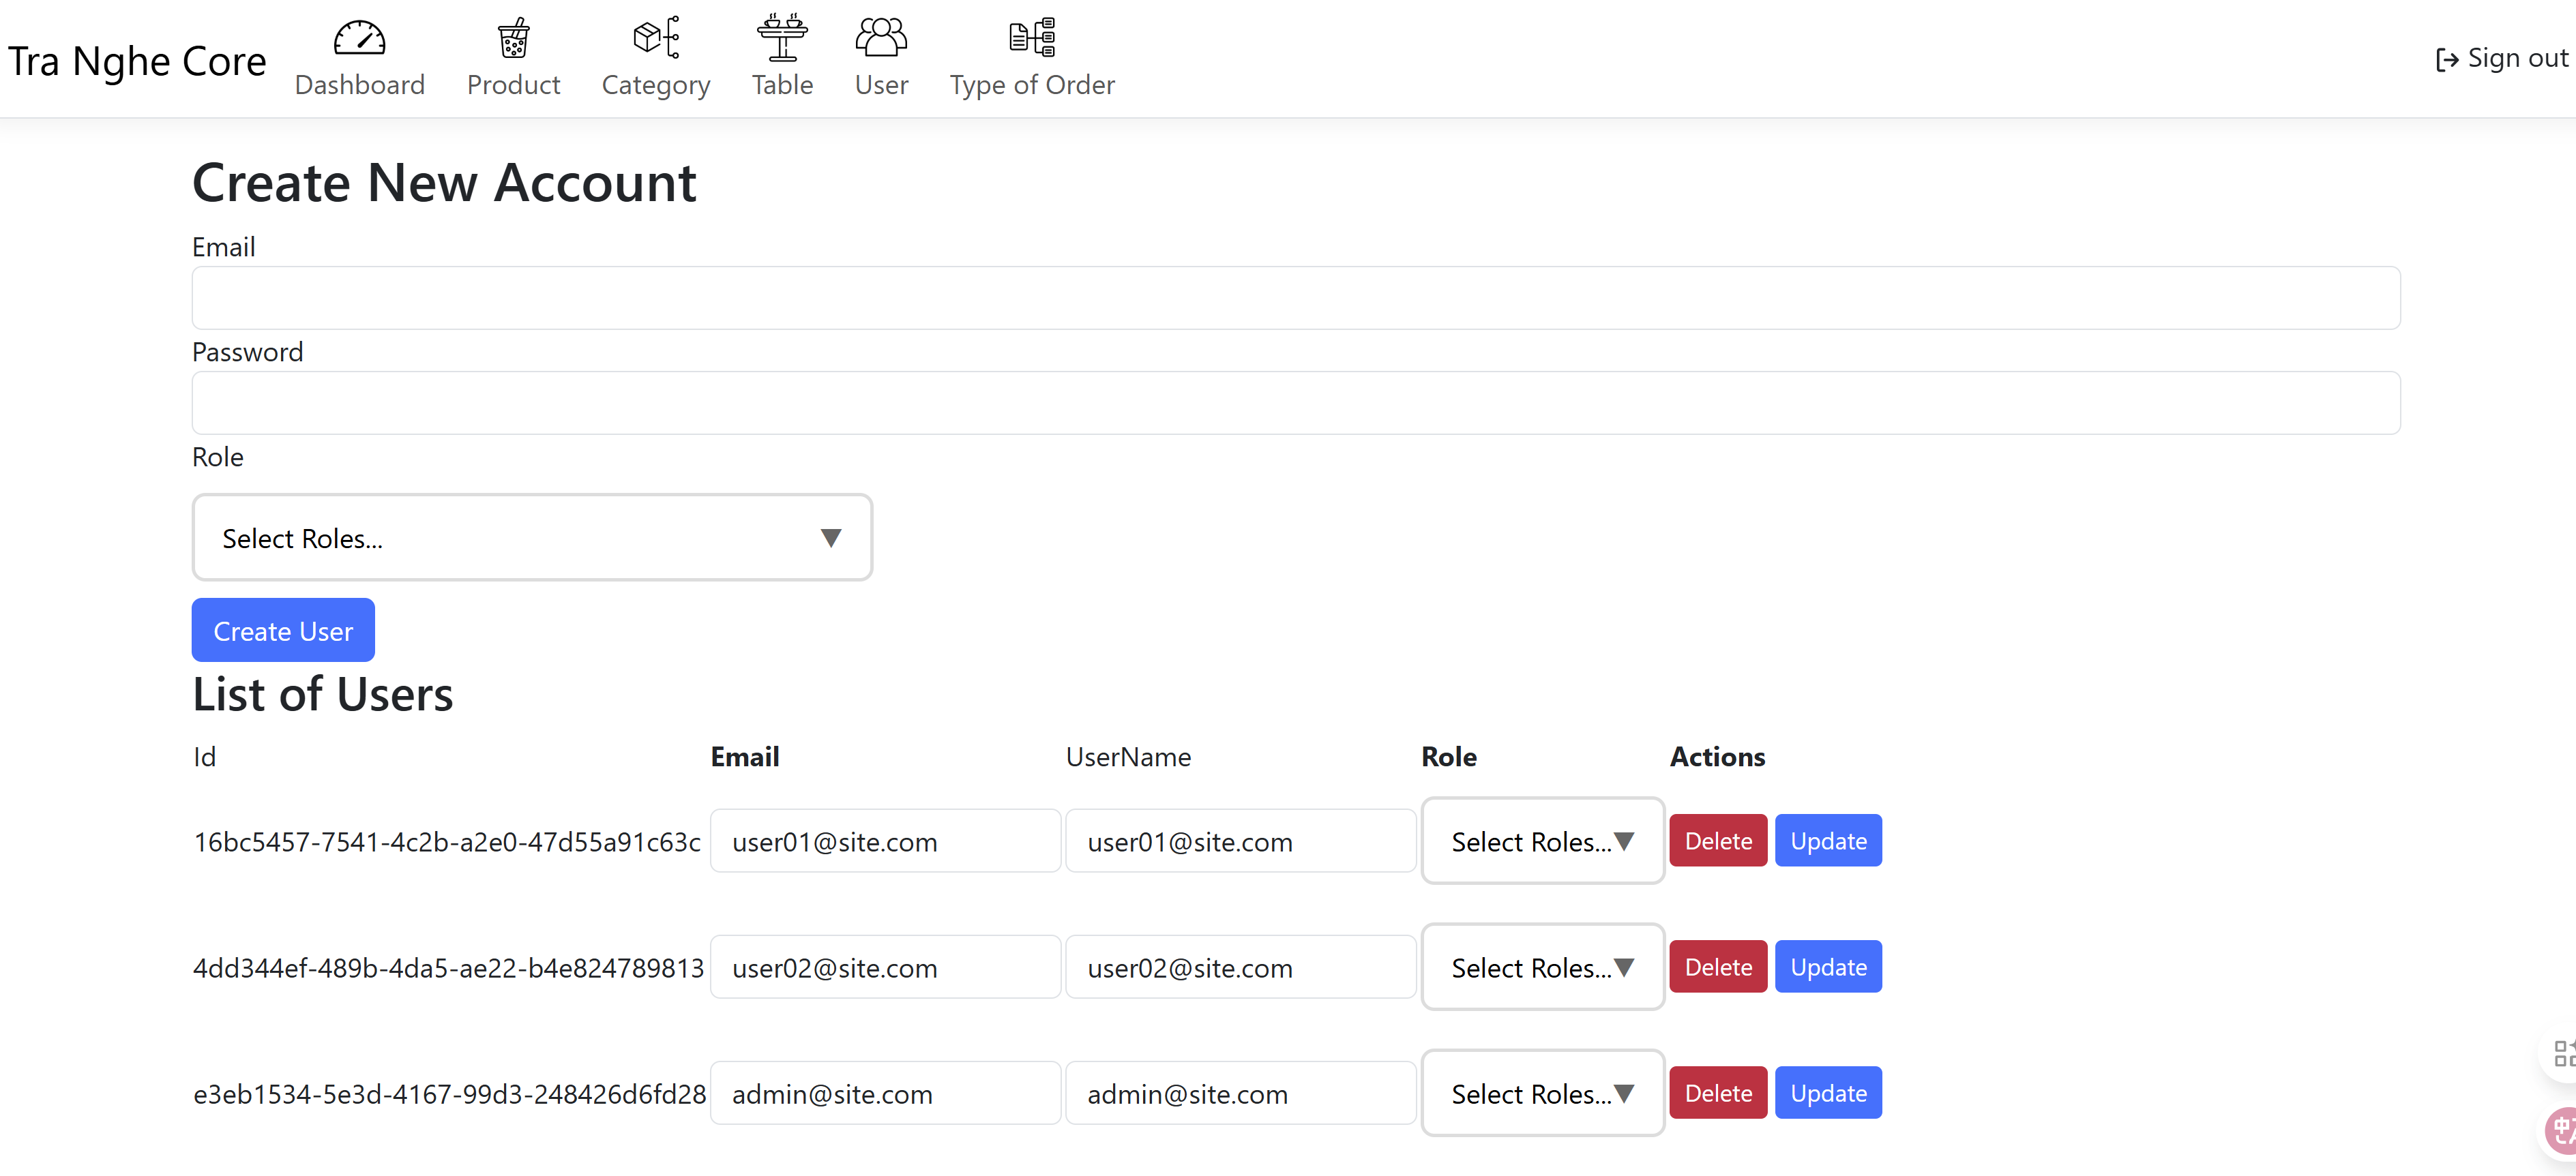 Tra Nghe Core
Dashboard
Product
Category
Table
User
Type of Order
Sign out
Create New Account
Email
Password
Role
Select Roles...
Create User
List of Users
Id Email UserName Role Actions
16bc5457-7541-4c2b-a2e0-47d55a91c63c user01@site.com user01@site.com Select Roles... Delete Update
4dd344ef-489b-4da5-ae22-b4e824789813 user02@site.com user02@site.com Select Roles... Delete Update
e3eb1534-5e3d-4167-99d3-248426d6fd28 admin@site.com admin@site.com Select Roles... Delete Update